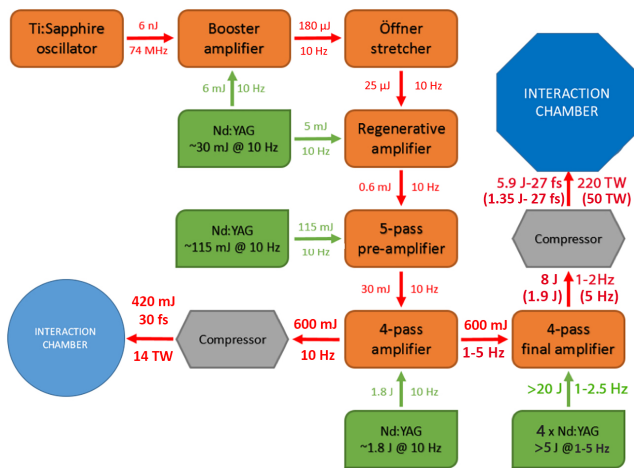 Ti:Sapphire
oscillator
6 nJ
74 MHz
Booster
amplifier
180 µJ
10 Hz
Öffner
stretcher
6 mJ
10 Hz
25 µJ
10 Hz
Nd:YAG
~30 mJ @ 10 Hz
5 mJ
10 Hz
Regenerative
amplifier
INTERACTION
CHAMBER
0.6 mJ
10 Hz
5.9 J-27 fs
220 TW
(1.35 J- 27 fs)
(50 TW)
Nd:YAG
~115 mJ @ 10 Hz
115 mJ
10 Hz
5-pass
pre-amplifier
Compressor
30 mJ
10 Hz
8 J
1-2Hz
(1.9 J)
(5 Hz)
INTERACTION
CHAMBER
420 mJ
30 fs
14 TW
Compressor
600 mJ
10 Hz
4-pass
amplifier
600 mJ
1-5 Hz
4-pass
final amplifier
1.8 J
10 Hz
>20 J
1-2.5 Hz
Nd:YAG
~1.8 J @ 10 Hz
4 x Nd:YAG
>5 J @1-5 Hz